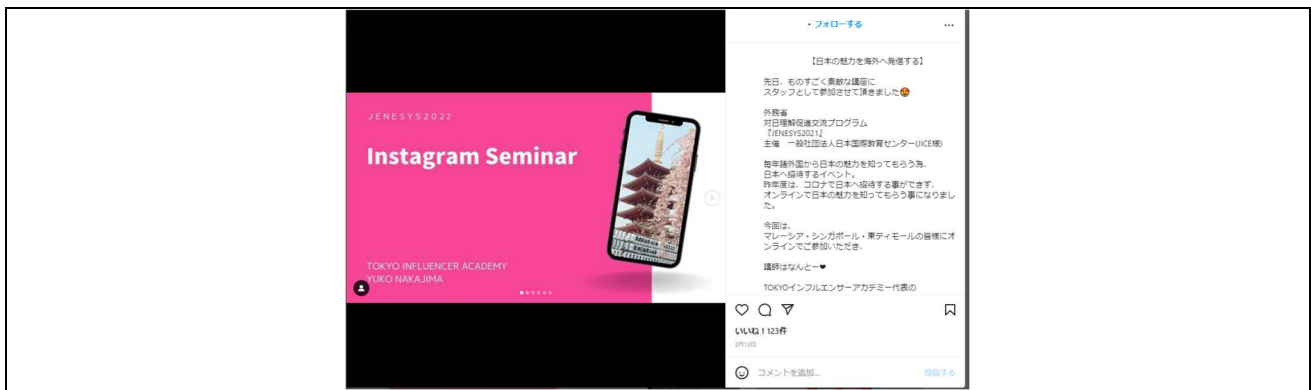 JENESYS2022
Instagram Seminar
TOKYO INFLUENCER ACADEMY
YUKO NAKAJIMA
・フォローする
【日本の魅力を海外へ発信する】
先日、ものすごく素敵な講座に
スタッフとして参加させて頂きました🥰
外務省
対日理解促進交流プログラム
『JENESYS2021』
主催 一般社団法人日本国際教育センター(JICE様)
毎年諸外国から日本の魅力を知ってもらう為、
日本へ招待するイベント。
昨年度は、コロナで日本へ招待する事ができず、
オンラインで日本の魅力を知ってもらう事になりまし
た。
今回は、
マレーシア・シンガポール・東ティモールの皆様にオ
ンラインでご参加いただき、
講師はなんとー❤
TOKYOインフルエンサーアカデミー代表の
いいね！123件
2月12日
コメントを追加...
投稿する